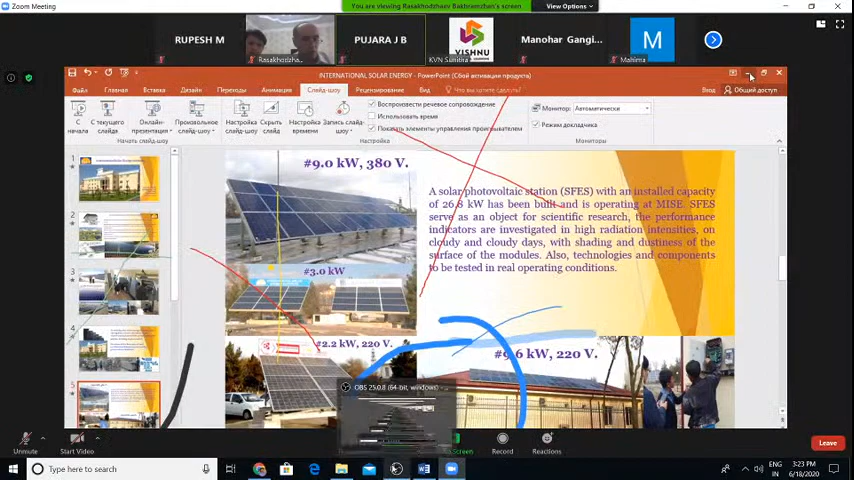 Zoom Meeting
You are viewing Rasakhodzhaev Bakhramzhan's screen
View Options
RUPESH M
Rasakhodzha...
PUJARA J B
VISHNU
KVN Sunitra
Manohar Gangi...
M
Mahima
INTERNATIONAL SOLAR ENERGY - PowerPoint (Сбой активации продукта)
Файл
Главная
Вставка
Дизайн
Переходы
Анимация
Слайд-шоу
Рецензирование
Вид
Что вы хотите сделать?
Вход
Общий доступ
С начала
С текущего слайда
Онлайн-презентация
Произвольное слайд-шоу
Настройка слайд-шоу
Скрыть слайд
Настройка времени
Запись слайд-шоу
Воспроизвести речевое сопровождение
Использовать время
Показать элементы управления проигрывателем
Монитор:
Автоматически
Режим докладчика
Начать слайд-шоу
Настройка
Мониторы
1
2
3
4
5
#9.0 kW, 380 V.
#3.0 kW
#2.2 kW, 220 V.
#9.6 kW, 220 V.
A solar photovoltaic station (SFES) with an installed capacity
of 26.8 kW has been built and is operating at MISE. SFES
serve as an object for scientific research, the performance
indicators are investigated in high radiation intensities, on
cloudy and cloudy days, with shading and dustiness of the
surface of the modules. Also, technologies and components
to be tested in real operating conditions.
OBS 25.0.8 (64-bit, windows)
Unmute
Start Video
Screen
Record
Reactions
Leave
Type here to search
ENG
IN
3:23 PM
6/18/2020